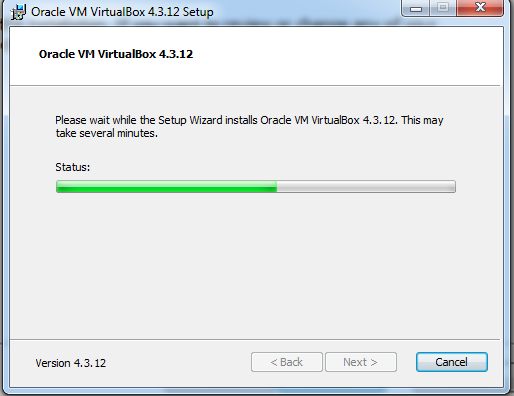 Oracle VM VirtualBox 4.3.12 Setup
Oracle VM VirtualBox 4.3.12
Please wait while the Setup Wizard installs Oracle VM VirtualBox 4.3.12. This may
take several minutes.
Status:
Version 4.3.12
< Back
Next >
Cancel